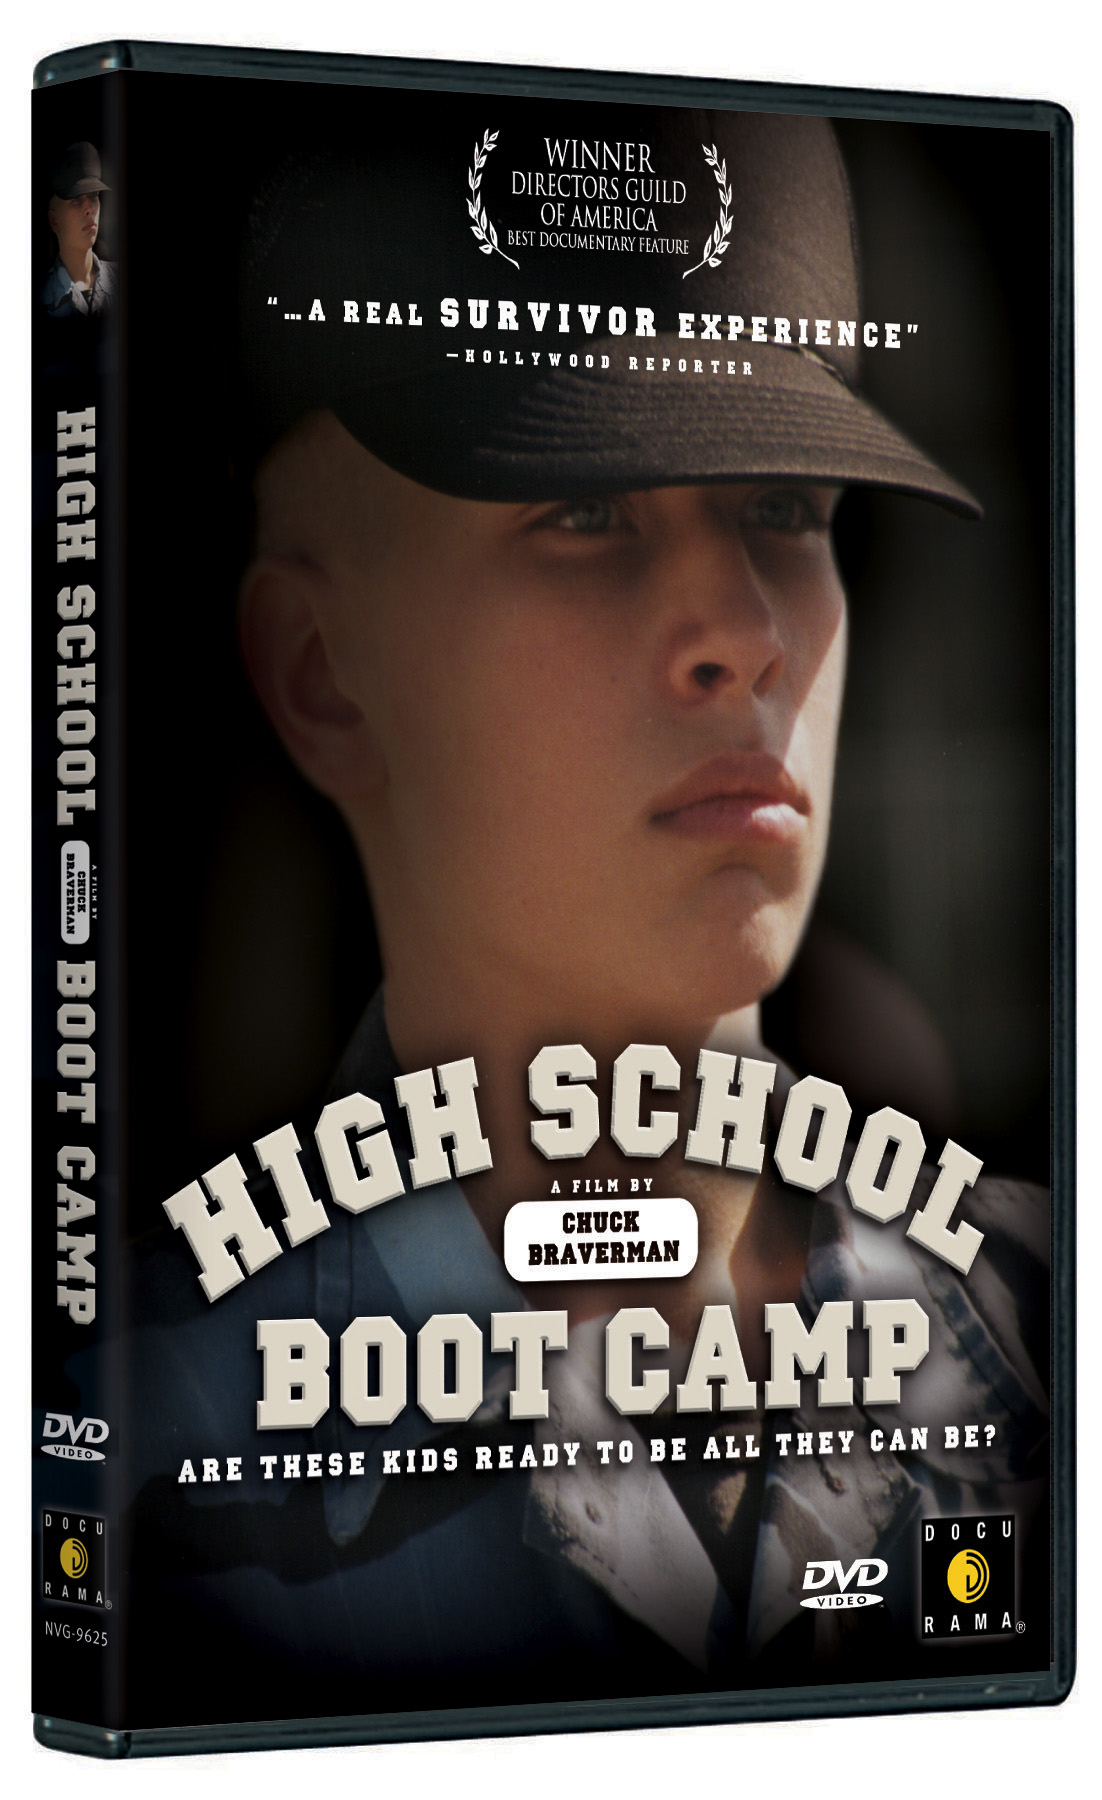 WINNER
DIRECTORS GUILD
OF AMERICA
BEST DOCUMENTARY FEATURE
“...A REAL SURVIVOR EXPERIENCE”
–HOLLYWOOD REPORTER
HIGH SCHOOL
A FILM BY
CHUCK
BRAVERMAN
BOOT CAMP
ARE THESE KIDS READY TO BE ALL THEY CAN BE?
DVD
VIDEO
DOCU
RAMA®
HIGH SCHOOL
A FILM BY
CHUCK
BRAVERMAN
BOOT CAMP
DVD
VIDEO
DOCU
RAMA®
NVG-9625